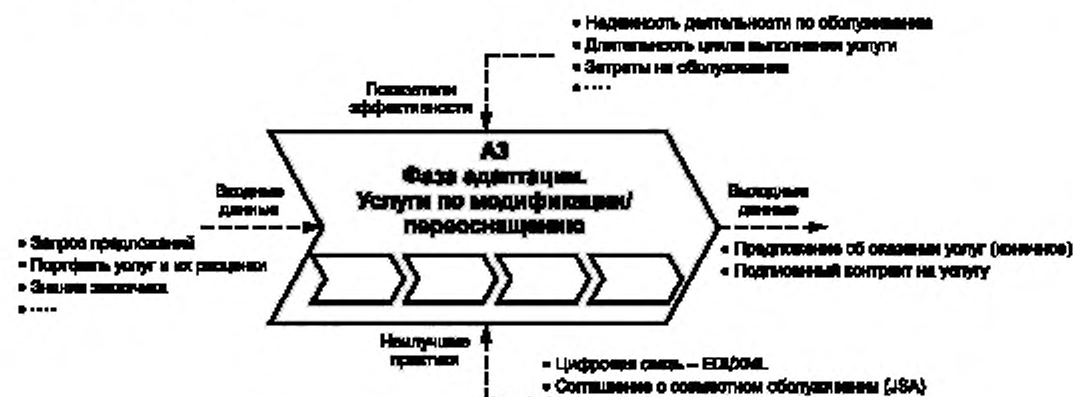 • Надежность деятельности по обслуживанию
• Длительность цикла выполнения услуги
• Затраты на обслуживание
• ····
Показатели
эффективности
А3
Фаза адаптации.
Услуги по модификации/
переоснащению
Входные
данные
• Запрос предложений
• Портфель услуг и их расценки
• Знания заказчика
• ····
Выходные
данные
• Предложение об оказании услуг (конечное)
• Подписанный контракт на услугу
Наилучшие
практики
• Цифровая связь – EDI/XML
• Соглашение о совместном обслуживании (JSA)